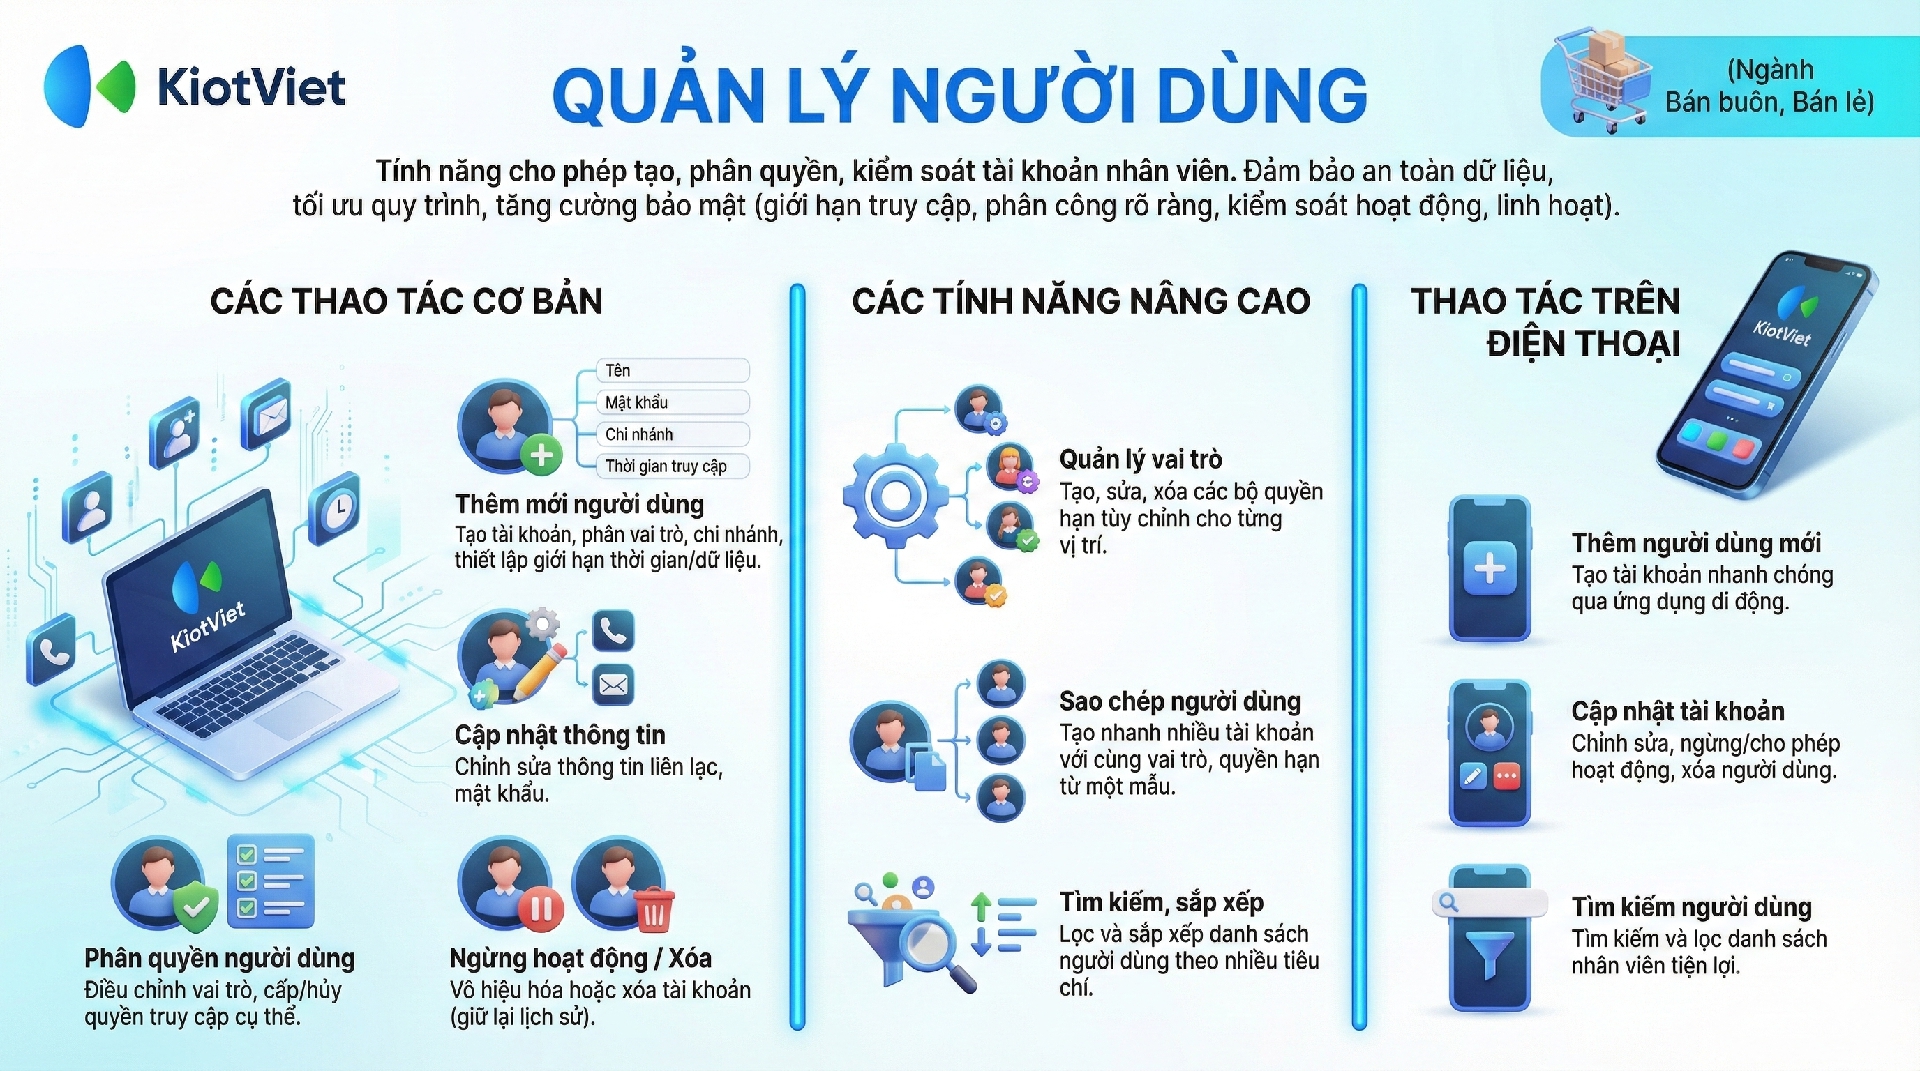 KiotViet
QUẢN LÝ NGƯỜI DÙNG
(Ngành
Bán buôn, Bán lẻ)
Tính năng cho phép tạo, phân quyền, kiểm soát tài khoản nhân viên. Đảm bảo an toàn dữ liệu,
tối ưu quy trình, tăng cường bảo mật (giới hạn truy cập, phân công rõ ràng, kiểm soát hoạt động, linh hoạt).
CÁC THAO TÁC CƠ BẢN
KiotViet
Tên
Mật khẩu
Chi nhánh
Thời gian truy cập
Thêm mới người dùng
Tạo tài khoản, phân vai trò, chi nhánh,
thiết lập giới hạn thời gian/dữ liệu.
Cập nhật thông tin
Chỉnh sửa thông tin liên lạc,
mật khẩu.
Phân quyền người dùng
Điều chỉnh vai trò, cấp/hủy
quyền truy cập cụ thể.
Ngừng hoạt động / Xóa
Vô hiệu hóa hoặc xóa tài khoản
(giữ lại lịch sử).
CÁC TÍNH NĂNG NÂNG CAO
Quản lý vai trò
Tạo, sửa, xóa các bộ quyền
hạn tùy chỉnh cho từng
vị trí.
Sao chép người dùng
Tạo nhanh nhiều tài khoản
với cùng vai trò, quyền hạn
từ một mẫu.
Tìm kiếm, sắp xếp
Lọc và sắp xếp danh sách
người dùng theo nhiều tiêu
chí.
THAO TÁC TRÊN
ĐIỆN THOẠI
KiotViet
Thêm người dùng mới
Tạo tài khoản nhanh chóng
qua ứng dụng di động.
Cập nhật tài khoản
Chỉnh sửa, ngừng/cho phép
hoạt động, xóa người dùng.
Tìm kiếm người dùng
Tìm kiếm và lọc danh sách
nhân viên tiện lợi.